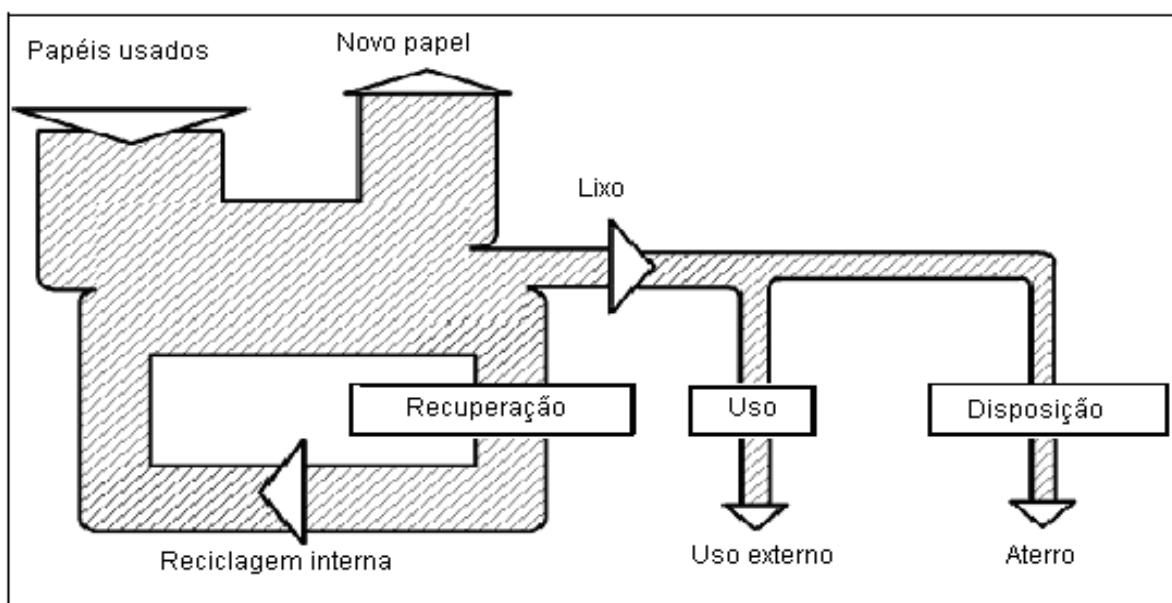 Papéis usados
Novo papel
Lixo
Recuperação
Uso
Disposição
Reciclagem interna
Uso externo
Aterro